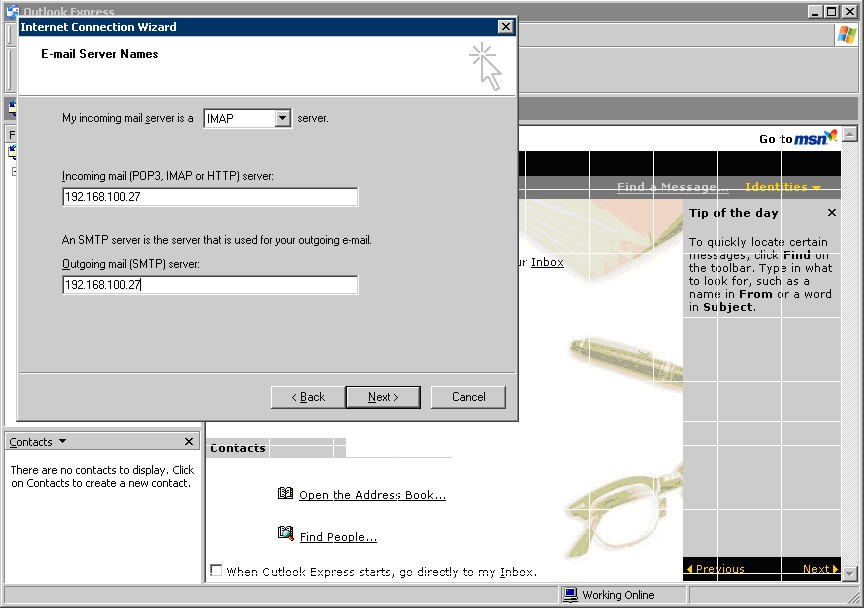 Outlook Express
Internet Connection Wizard
E-mail Server Names
My incoming mail server is a IMAP server.
Incoming mail (POP3, IMAP or HTTP) server:
192.168.100.27
An SMTP server is the server that is used for your outgoing e-mail.
Outgoing mail (SMTP) server:
192.168.100.27
< Back Next > Cancel
Go to msn
Find a Message... Identities
Inbox
Tip of the day
To quickly locate certain
messages, click Find on
the toolbar. Type in what
to look for, such as a
name in From or a word
in Subject.
Previous Next
Contacts
There are no contacts to display. Click
on Contacts to create a new contact.
Contacts
Open the Address Book...
Find People...
When Outlook Express starts, go directly to my Inbox.
Working Online